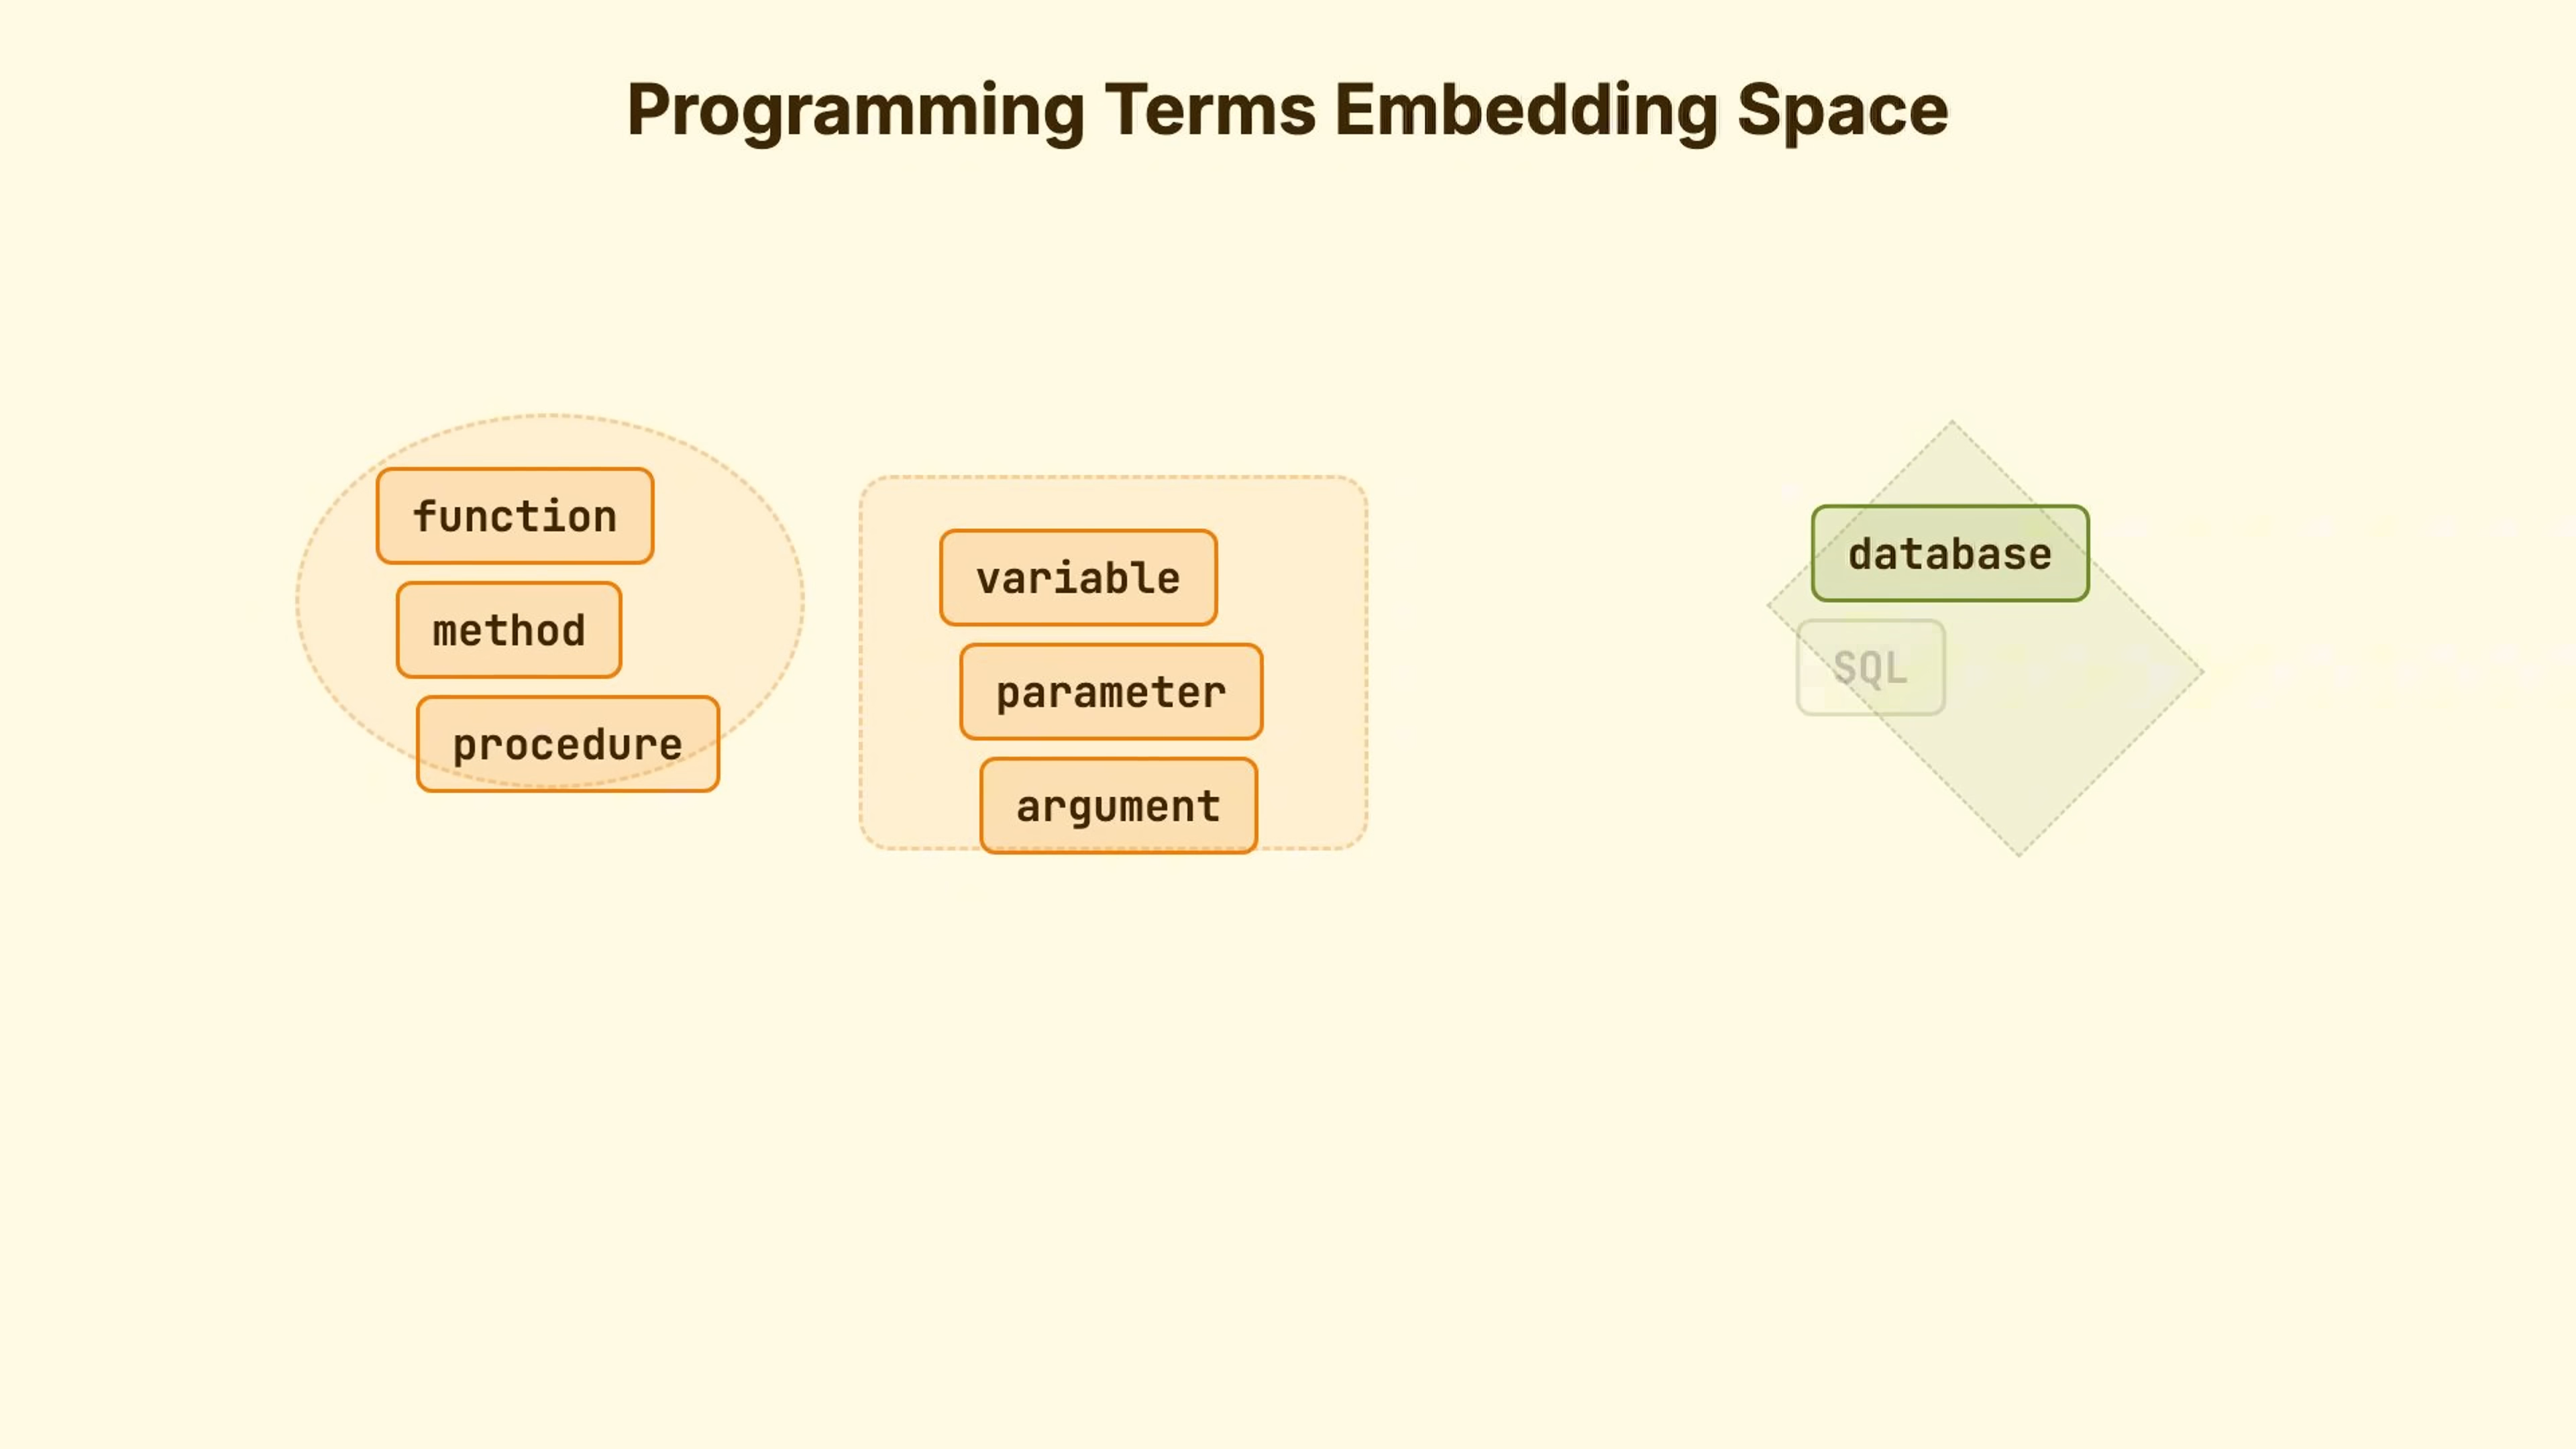 Programming Terms Embedding Space
function
method
procedure
variable
parameter
argument
database
SQL